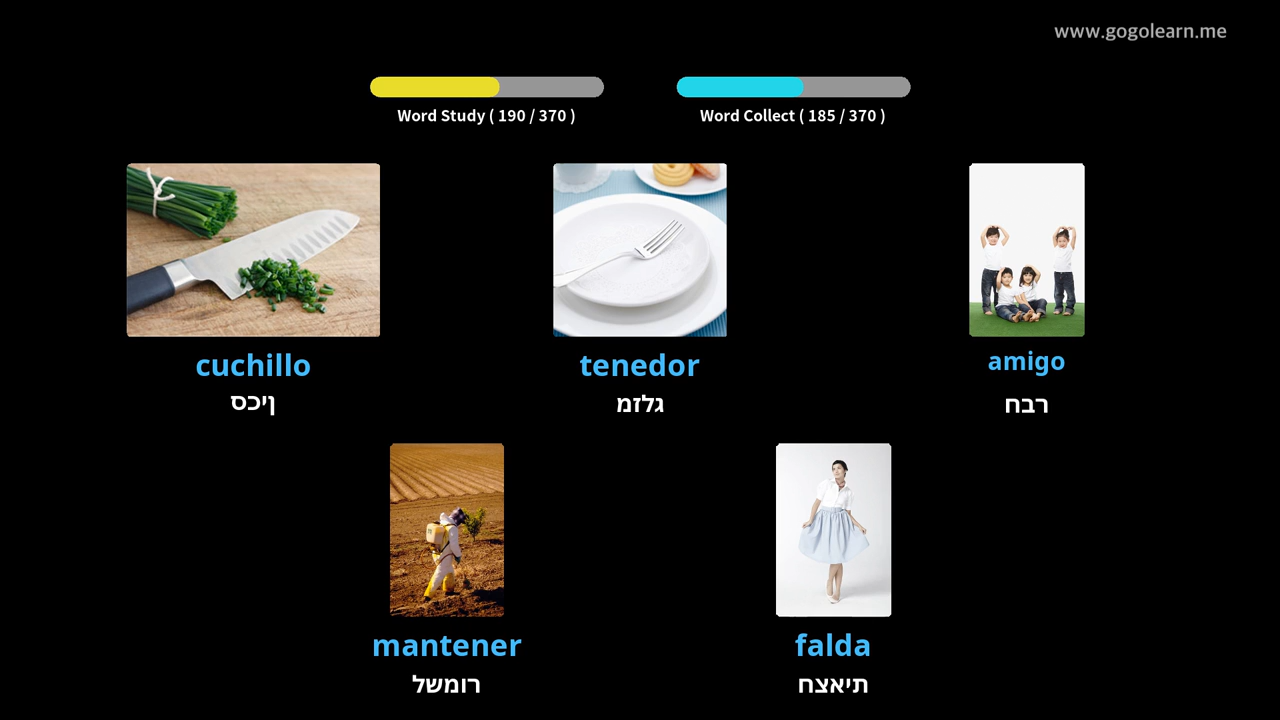 www.gogolearn.me
Word Study ( 190 / 370 )
Word Collect ( 185 / 370 )
cuchillo
ןיכס
tenedor
גלזמ
amigo
רבח
mantener
רומשל
falda
תיאצח